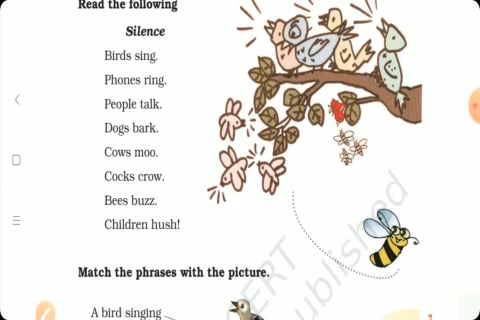 Read the following
Silence
Birds sing.
Phones ring.
People talk.
Dogs bark.
Cows moo.
Cocks crow.
Bees buzz.
Children hush!
Match the phrases with the picture.
A bird singing